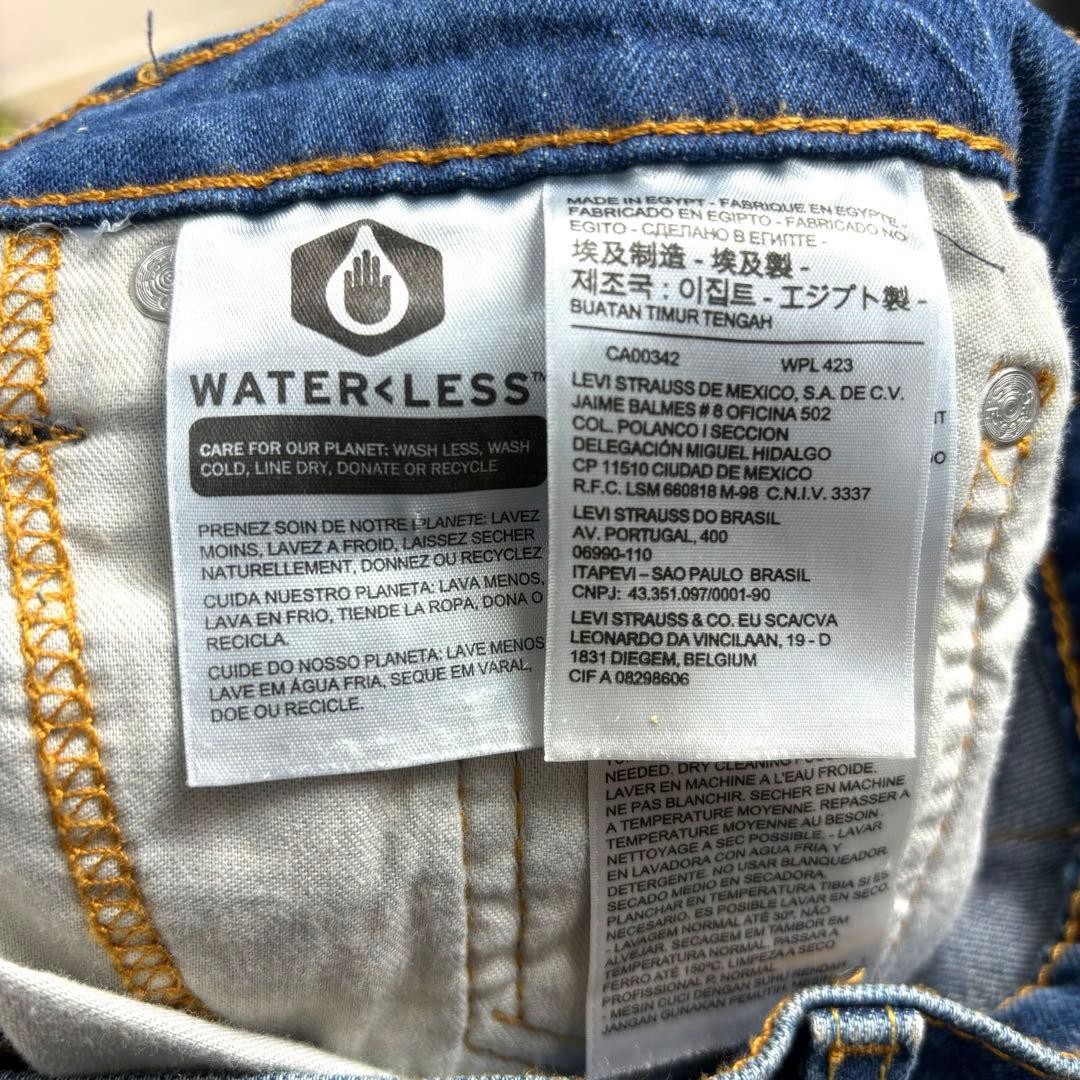 WATER<LESS™
CARE FOR OUR PLANET: WASH LESS, WASH
COLD, LINE DRY, DONATE OR RECYCLE
PRENEZ SOIN DE NOTRE PLANETE: LAVEZ
MOINS, LAVEZ A FROID, LAISSEZ SECHER
NATURELLEMENT, DONNEZ OU RECYCLEZ
CUIDA NUESTRO PLANETA: LAVA MENOS,
LAVA EN FRIO, TIENDE LA ROPA, DONA O
RECICLA.
CUIDE DO NOSSO PLANETA: LAVE MENOS
LAVE EM ÁGUA FRIA, SEQUE EM VARAL,
DOE OU RECICLE.
MADE IN EGYPT - FABRIQUE EN EGYPTE
FABRICADO EN EGIPTO - FABRICADO NO
EGITO - СДЕЛАНО В ЕГИПТЕ -
埃及制造 - 埃及製 -
제조국 : 이집트 - エジプト製 -
BUATAN TIMUR TENGAH
CA00342 WPL 423
LEVI STRAUSS DE MEXICO, S.A. DE C.V.
JAIME BALMES # 8 OFICINA 502
COL. POLANCO I SECCION
DELEGACIÓN MIGUEL HIDALGO
CP 11510 CIUDAD DE MEXICO
R.F.C. LSM 660818 M-98 C.N.I.V. 3337
LEVI STRAUSS DO BRASIL
AV. PORTUGAL, 400
06990-110
ITAPEVI – SAO PAULO BRASIL
CNPJ: 43.351.097/0001-90
LEVI STRAUSS & CO. EU SCA/CVA
LEONARDO DA VINCILAAN, 19 - D
1831 DIEGEM, BELGIUM
CIF A 08298606
NEEDED. DRY CLEANING
LAVER EN MACHINE A L'EAU FROIDE.
NE PAS BLANCHIR. SECHER EN MACHINE
A TEMPERATURE MOYENNE. REPASSER A
TEMPERATURE MOYENNE AU BESOIN.
NETTOYAGE A SEC POSSIBLE. - LAVAR
EN LAVADORA CON AGUA FRIA Y
DETERGENTE. NO USAR BLANQUEADOR.
SECADO MEDIO EN SECADORA.
PLANCHAR EN TEMPERATURA TIBIA SI ES
NECESARIO. ES POSIBLE LAVAR EN SECO.
- LAVAGEM NORMAL ATÉ 30º. NÃO
ALVEJAR. SECAGEM EM TAMBOR EM
TEMPERATURA NORMAL. PASSAR A
FERRO ATÉ 150ºC. LIMPEZA A SECO
PROFISSIONAL P, NORMAL.
- MESIN CUCI DENGAN SUHU RENDAH
JANGAN GUNAKAN PEMUTIH.